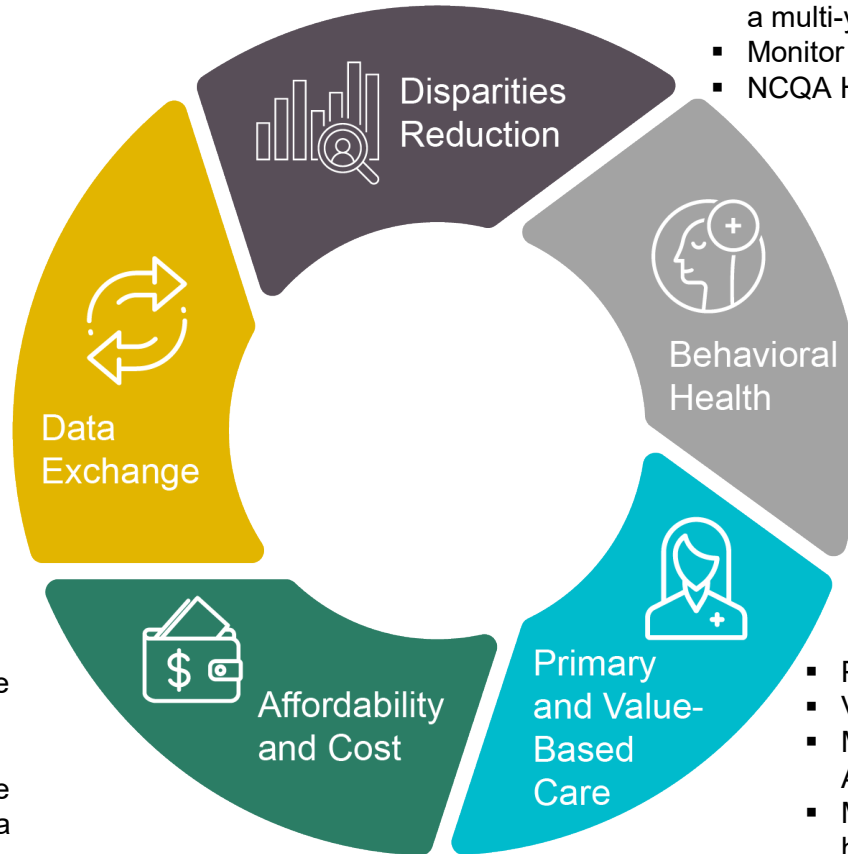 a multi-y
Monitor
NCQA H
Disparities
Reduction
Behavioral
Health
Data
Exchange
$
Affordability
and Cost
Primary
and Value-
Based
Care
e
e
a
P
V
M
A
M